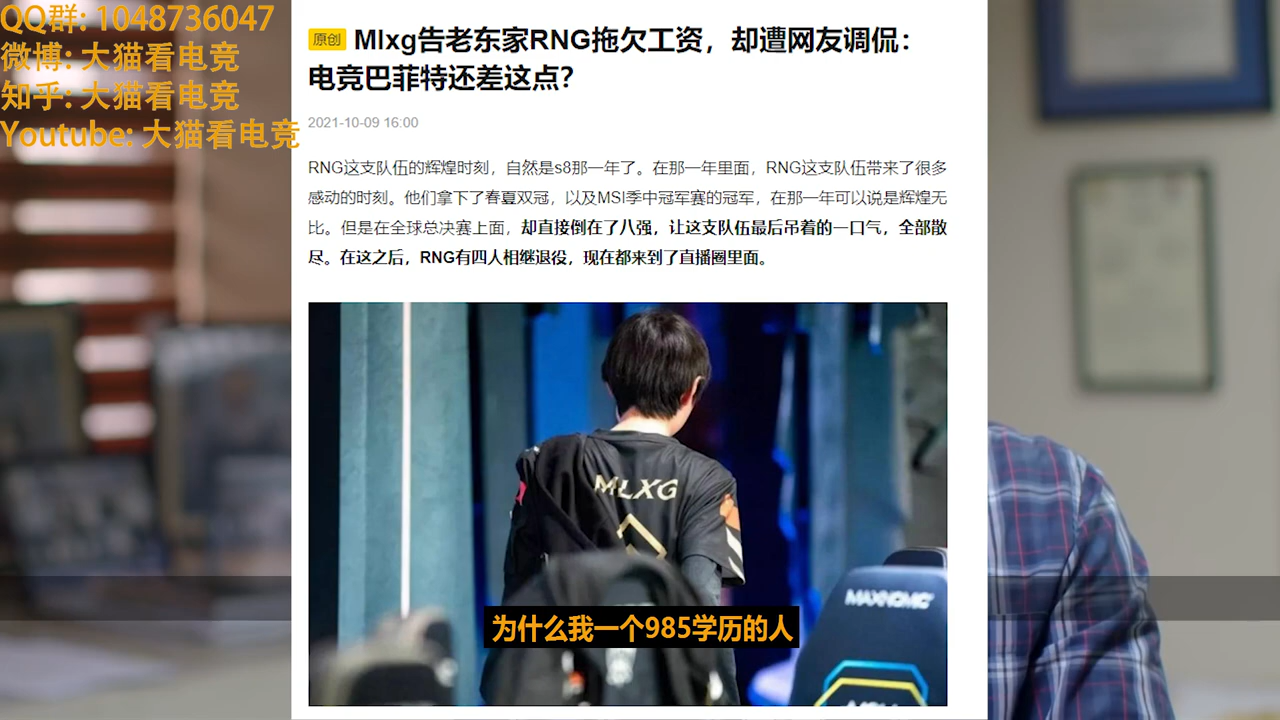 QQ群: 1048736047
微博: 大猫看电竞
知乎: 大猫看电竞
Youtube: 大猫看电竞
原创 Mlxg告老东家RNG拖欠工资，却遭网友调侃：
电竞巴菲特还差这点？
2021-10-09 16:00
RNG这支队伍的辉煌时刻，自然是s8那一年了。在那一年里面，RNG这支队伍带来了很多
感动的时刻。他们拿下了春夏双冠，以及MSI季中冠军赛的冠军，在那一年可以说是辉煌无
比。但是在全球总决赛上面，却直接倒在了八强，让这支队伍最后吊着的一口气，全部散
尽。在这之后，RNG有四人相继退役，现在都来到了直播圈里面。
MLXG
MAXNOMIC
为什么我一个985学历的人